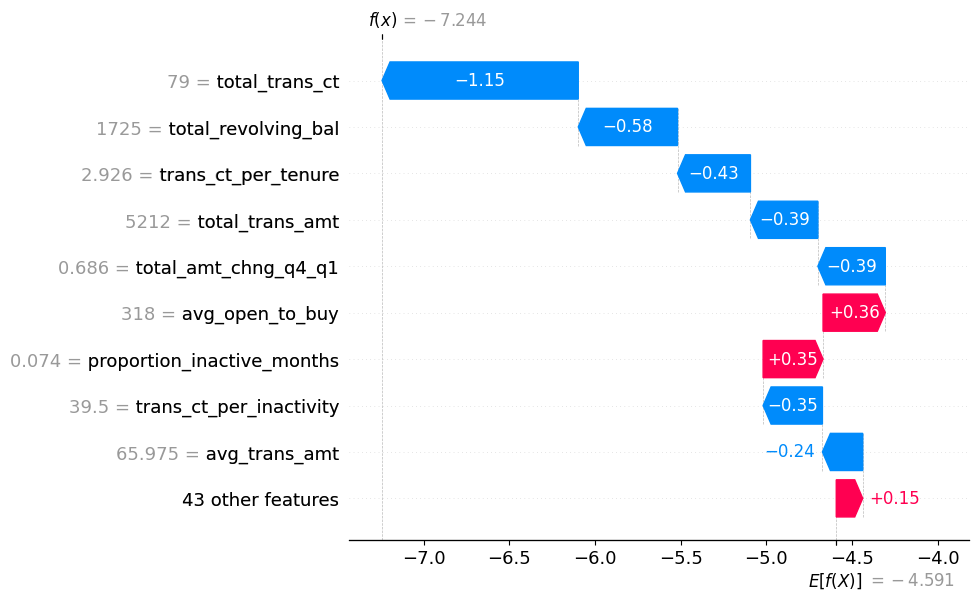 f(x) = −7.244
79 = total_trans_ct
−1.15
1725 = total_revolving_bal
−0.58
2.926 = trans_ct_per_tenure
−0.43
5212 = total_trans_amt
−0.39
0.686 = total_amt_chng_q4_q1
−0.39
318 = avg_open_to_buy
+0.36
0.074 = proportion_inactive_months
+0.35
39.5 = trans_ct_per_inactivity
−0.35
65.975 = avg_trans_amt
−0.24
43 other features
+0.15
−7.0 −6.5 −6.0 −5.5 −5.0 −4.5 −4.0
E[f(X)] = −4.591